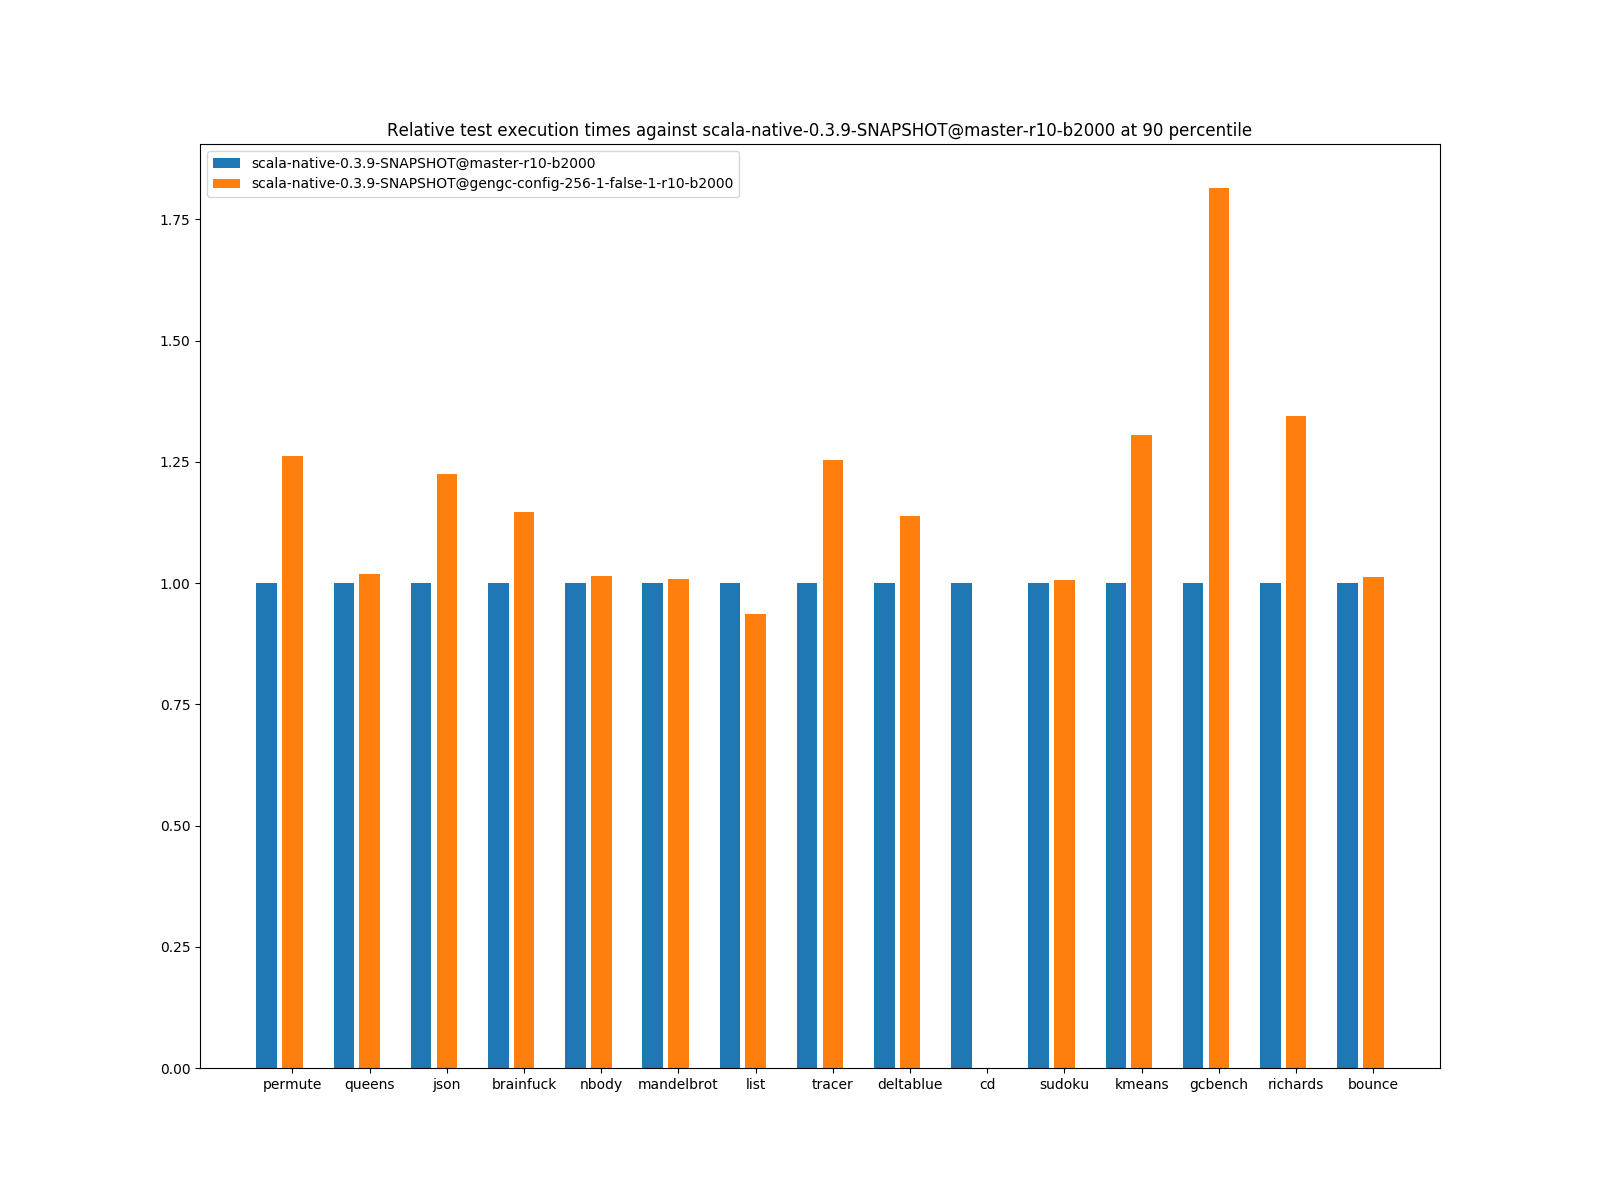 Relative test execution times against scala-native-0.3.9-SNAPSHOT@master-r10-b2000 at 90 percentile
scala-native-0.3.9-SNAPSHOT@master-r10-b2000
scala-native-0.3.9-SNAPSHOT@gengc-config-256-1-false-1-r10-b2000
1.75
1.50
1.25
1.00
0.75
0.50
0.25
0.00
permute queens json brainfuck nbody mandelbrot list tracer deltablue cd sudoku kmeans gcbench richards bounce